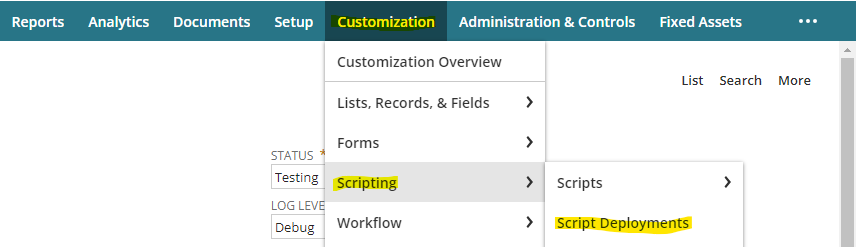 Reports Analytics Documents Setup Customization Administration & Controls Fixed Assets •••
Customization Overview
List Search More
Lists, Records, & Fields
Forms
STATUS *
Testing
Scripting
Scripts
LOG LEVE
Debug
Workflow
Script Deployments